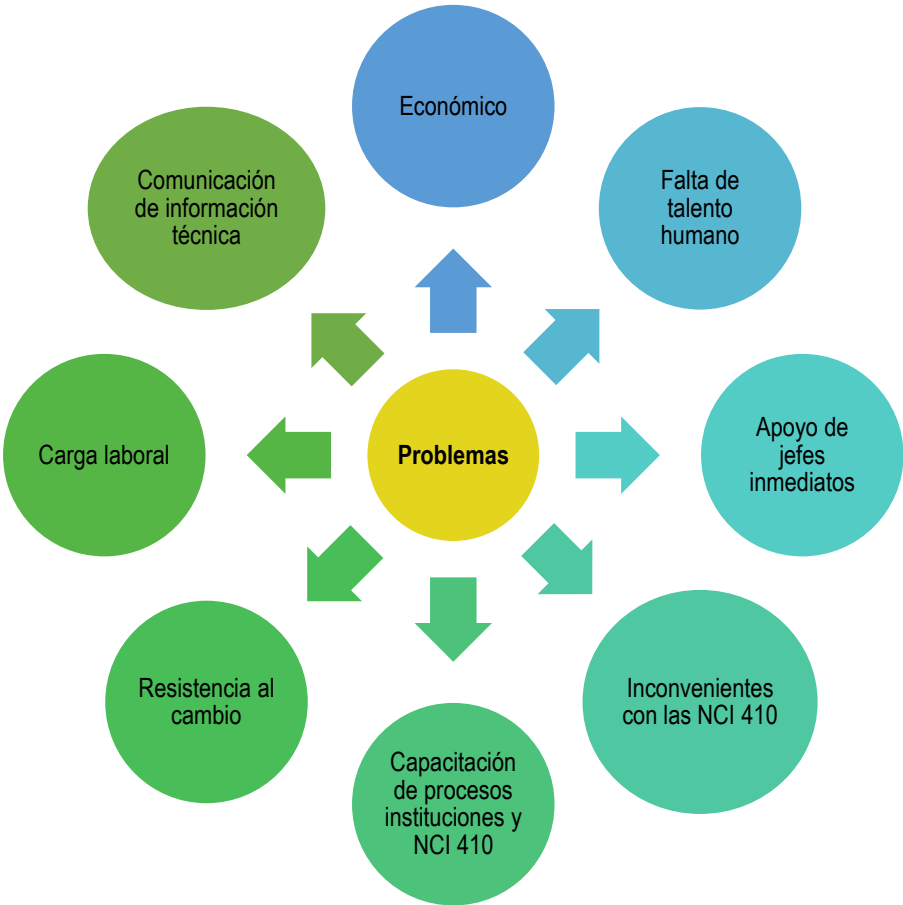 Económico
Falta de
talento
humano
Apoyo de
jefes
inmediatos
Inconvenientes
con las NCI 410
Capacitación
de procesos
instituciones y
NCI 410
Resistencia al
cambio
Carga laboral
Comunicación
de información
técnica
Problemas